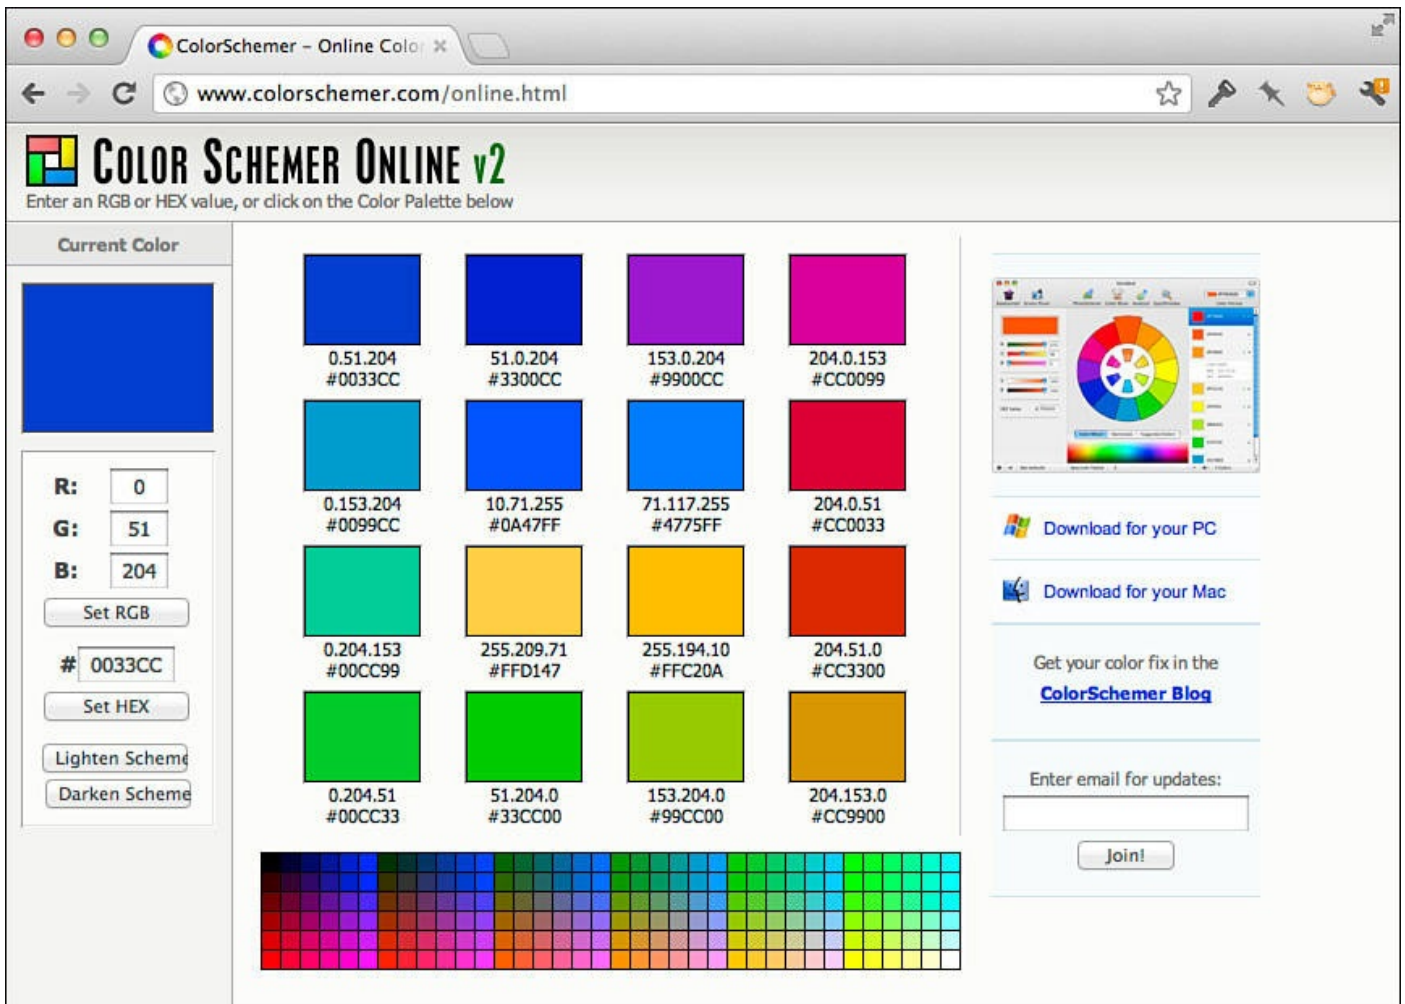 ColorSchemer – Online Color
www.colorschemer.com/online.html
COLOR SCHEMER ONLINE v2
Enter an RGB or HEX value, or click on the Color Palette below
Current Color
R: 0
G: 51
B: 204
Set RGB
# 0033CC
Set HEX
Lighten Scheme
Darken Scheme
0.51.204 51.0.204 153.0.204 204.0.153
#0033CC #3300CC #9900CC #CC0099
0.153.204 10.71.255 71.117.255 204.0.51
#0099CC #0A47FF #4775FF #CC0033
0.204.153 255.209.71 255.194.10 204.51.0
#00CC99 #FFD147 #FFC20A #CC3300
0.204.51 51.204.0 153.204.0 204.153.0
#00CC33 #33CC00 #99CC00 #CC9900
Download for your PC
Download for your Mac
Get your color fix in the
ColorSchemer Blog
Enter email for updates:
Join!